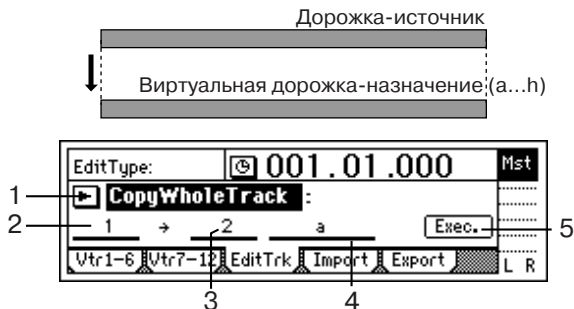 Дорожка-источник
Виртуальная дорожка-назначение (a...h)
EditType: 001.01.000 Mst
1 CopyWholeTrack :
2 1 → 2 a Exec. 5
Vtr1-6 Vtr7-12 EditTrk Import Export L R
3 4